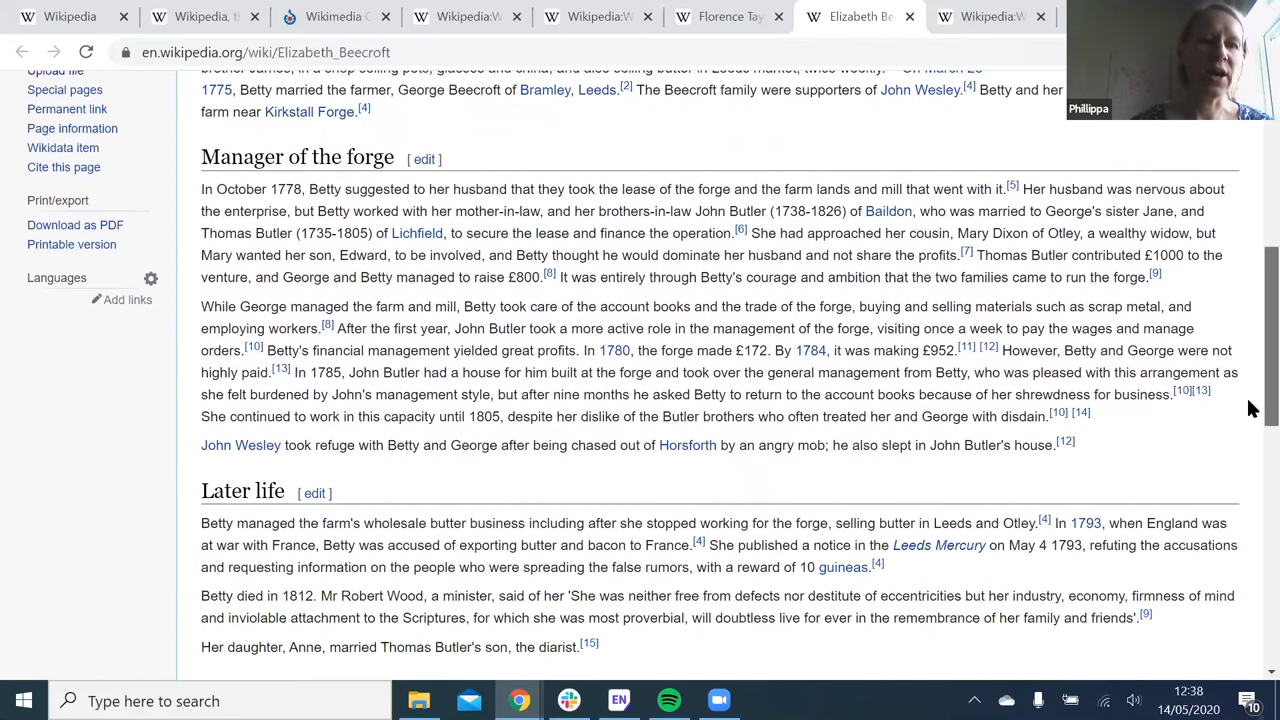 Wikipedia
Wikipedia, th
Wikimedia C
Wikipedia:W
Wikipedia:W
Florence Tay
Elizabeth Be
Wikipedia:W
en.wikipedia.org/wiki/Elizabeth_Beecroft
Phillippa
Upload file
Special pages
Permanent link
Page information
Wikidata item
Cite this page
Print/export
Download as PDF
Printable version
Languages
Add links
brother James, in a shop selling pots, glasses and china, and also selling butter in Leeds market, twice weekly. On March 26
1775, Betty married the farmer, George Beecroft of Bramley, Leeds.[2] The Beecroft family were supporters of John Wesley.[4] Betty and her
farm near Kirkstall Forge.[4]
Manager of the forge [ edit ]
In October 1778, Betty suggested to her husband that they took the lease of the forge and the farm lands and mill that went with it.[5] Her husband was nervous about
the enterprise, but Betty worked with her mother-in-law, and her brothers-in-law John Butler (1738-1826) of Baildon, who was married to George's sister Jane, and
Thomas Butler (1735-1805) of Lichfield, to secure the lease and finance the operation.[6] She had approached her cousin, Mary Dixon of Otley, a wealthy widow, but
Mary wanted her son, Edward, to be involved, and Betty thought he would dominate her husband and not share the profits.[7] Thomas Butler contributed £1000 to the
venture, and George and Betty managed to raise £800.[8] It was entirely through Betty's courage and ambition that the two families came to run the forge.[9]
While George managed the farm and mill, Betty took care of the account books and the trade of the forge, buying and selling materials such as scrap metal, and
employing workers.[8] After the first year, John Butler took a more active role in the management of the forge, visiting once a week to pay the wages and manage
orders.[10] Betty's financial management yielded great profits. In 1780, the forge made £172. By 1784, it was making £952.[11] [12] However, Betty and George were not
highly paid.[13] In 1785, John Butler had a house for him built at the forge and took over the general management from Betty, who was pleased with this arrangement as
she felt burdened by John's management style, but after nine months he asked Betty to return to the account books because of her shrewdness for business.[10][13]
She continued to work in this capacity until 1805, despite her dislike of the Butler brothers who often treated her and George with disdain.[10] [14]
John Wesley took refuge with Betty and George after being chased out of Horsforth by an angry mob; he also slept in John Butler's house.[12]
Later life [ edit ]
Betty managed the farm's wholesale butter business including after she stopped working for the forge, selling butter in Leeds and Otley.[4] In 1793, when England was
at war with France, Betty was accused of exporting butter and bacon to France.[4] She published a notice in the Leeds Mercury on May 4 1793, refuting the accusations
and requesting information on the people who were spreading the false rumors, with a reward of 10 guineas.[4]
Betty died in 1812. Mr Robert Wood, a minister, said of her 'She was neither free from defects nor destitute of eccentricities but her industry, economy, firmness of mind
and inviolable attachment to the Scriptures, for which she was most proverbial, will doubtless live for ever in the remembrance of her family and friends'.[9]
Her daughter, Anne, married Thomas Butler's son, the diarist.[15]
Type here to search
EN
12:38
14/05/2020
10